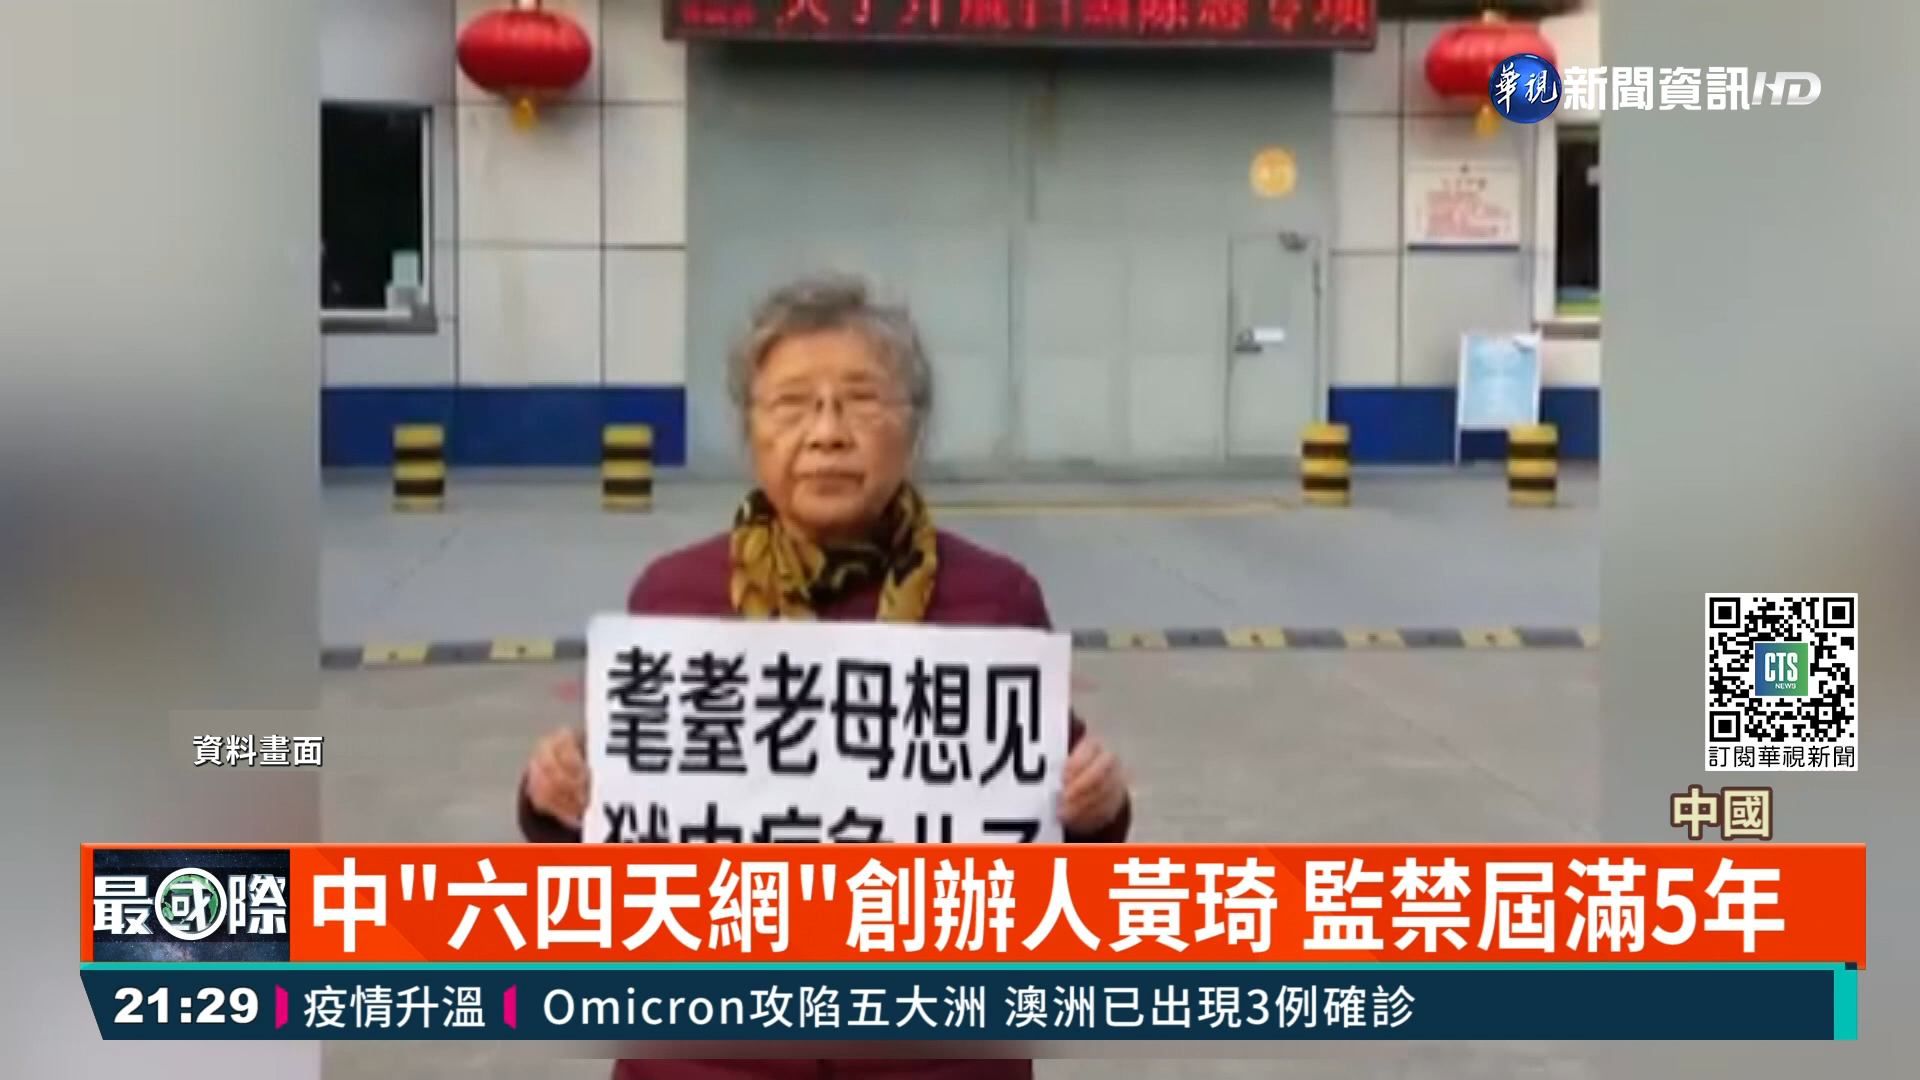 华視 新聞資訊HD
耄耋老母想见
CTS
NEWS
訂閱華視新聞
資料畫面
中國
最國際
中"六四天網"創辦人黃琦 監禁屆滿5年
21:29 疫情升溫 Omicron攻陷五大洲 澳洲已出現3例確診